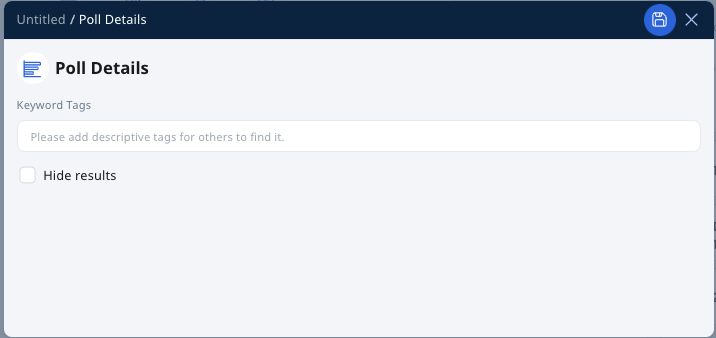 Untitled / Poll Details
Poll Details
Keyword Tags
Please add descriptive tags for others to find it.
Hide results